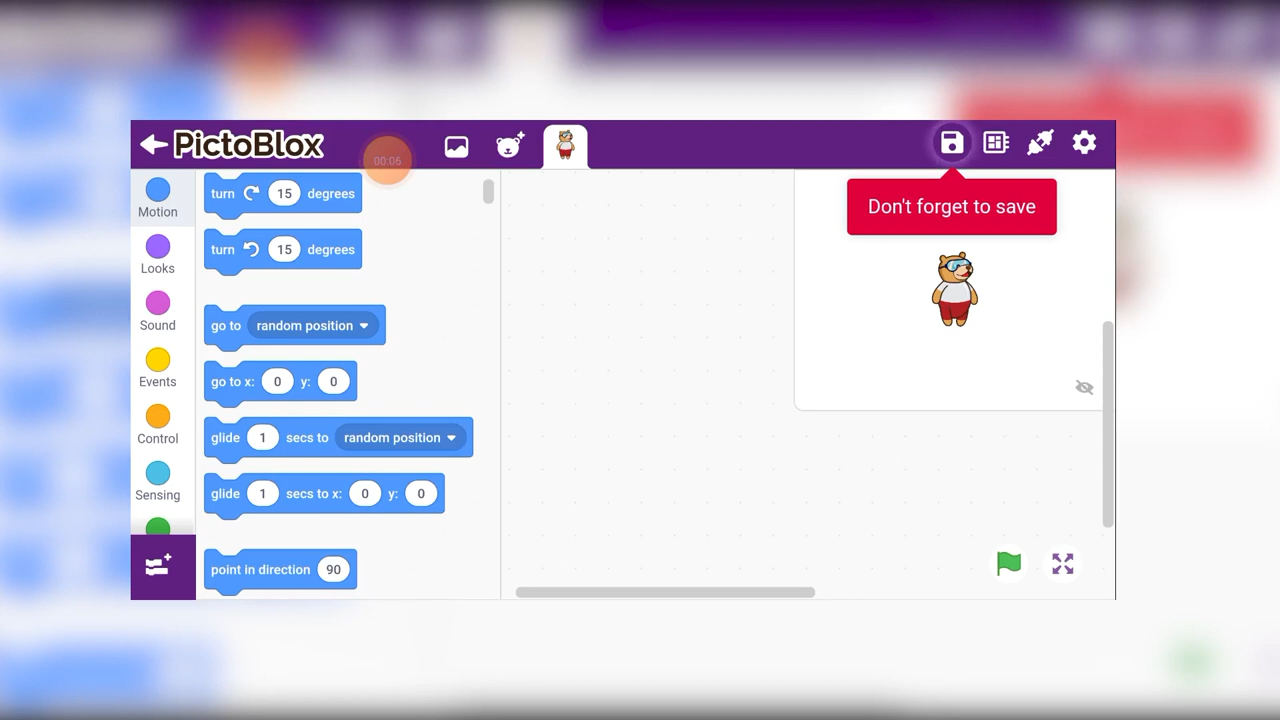 PictoBlox
00:06
Don't forget to save
Motion
Looks
Sound
Events
Control
Sensing
turn 15 degrees
turn 15 degrees
go to random position
go to x: 0 y: 0
glide 1 secs to random position
glide 1 secs to x: 0 y: 0
point in direction 90